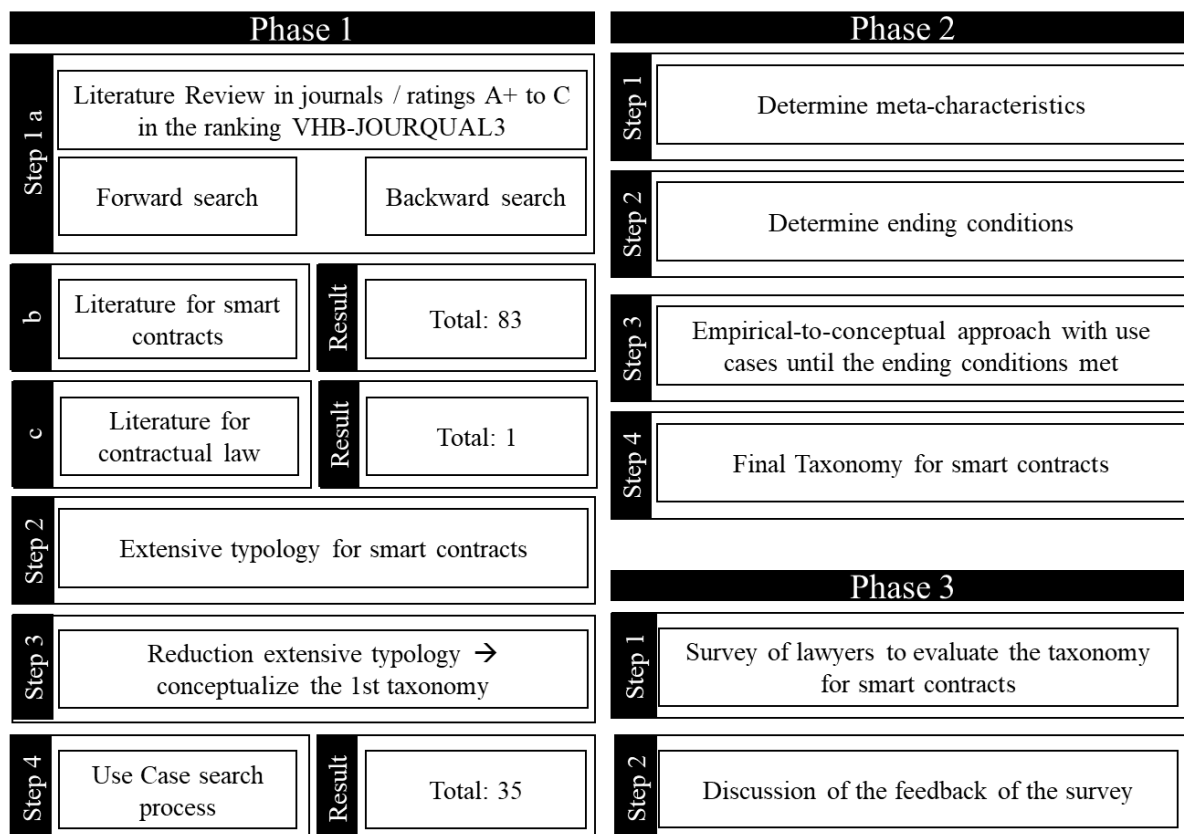 Phase 1
Step 1 a
Literature Review in journals / ratings A+ to C
in the ranking VHB-JOURQUAL3
Forward search
Backward search
b
Literature for smart
contracts
Result
Total: 83
c
Literature for
contractual law
Result
Total: 1
Step 2
Extensive typology for smart contracts
Step 3
Reduction extensive typology →
conceptualize the 1st taxonomy
Step 4
Use Case search
process
Result
Total: 35
Phase 2
Step 1
Determine meta-characteristics
Step 2
Determine ending conditions
Step 3
Empirical-to-conceptual approach with use
cases until the ending conditions met
Step 4
Final Taxonomy for smart contracts
Phase 3
Step 1
Survey of lawyers to evaluate the taxonomy
for smart contracts
Step 2
Discussion of the feedback of the survey